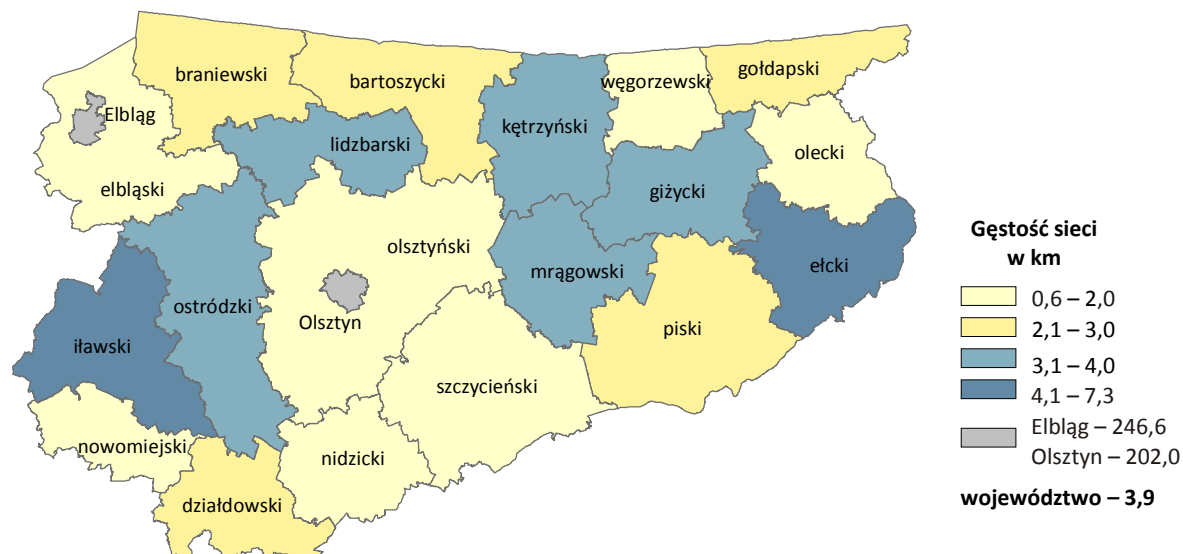 braniewski
bartoszycki
węgorzewski
gołdapski
Elbląg
kętrzyński
lidzbarski
olecki
elbląski
giżycki
olsztyński
mrągowski
ełcki
ostródzki
Olsztyn
piski
iławski
szczycieński
nowomiejski
nidzicki
działdowski
Gęstość sieci
w km
0,6 – 2,0
2,1 – 3,0
3,1 – 4,0
4,1 – 7,3
Elbląg – 246,6
Olsztyn – 202,0
województwo – 3,9